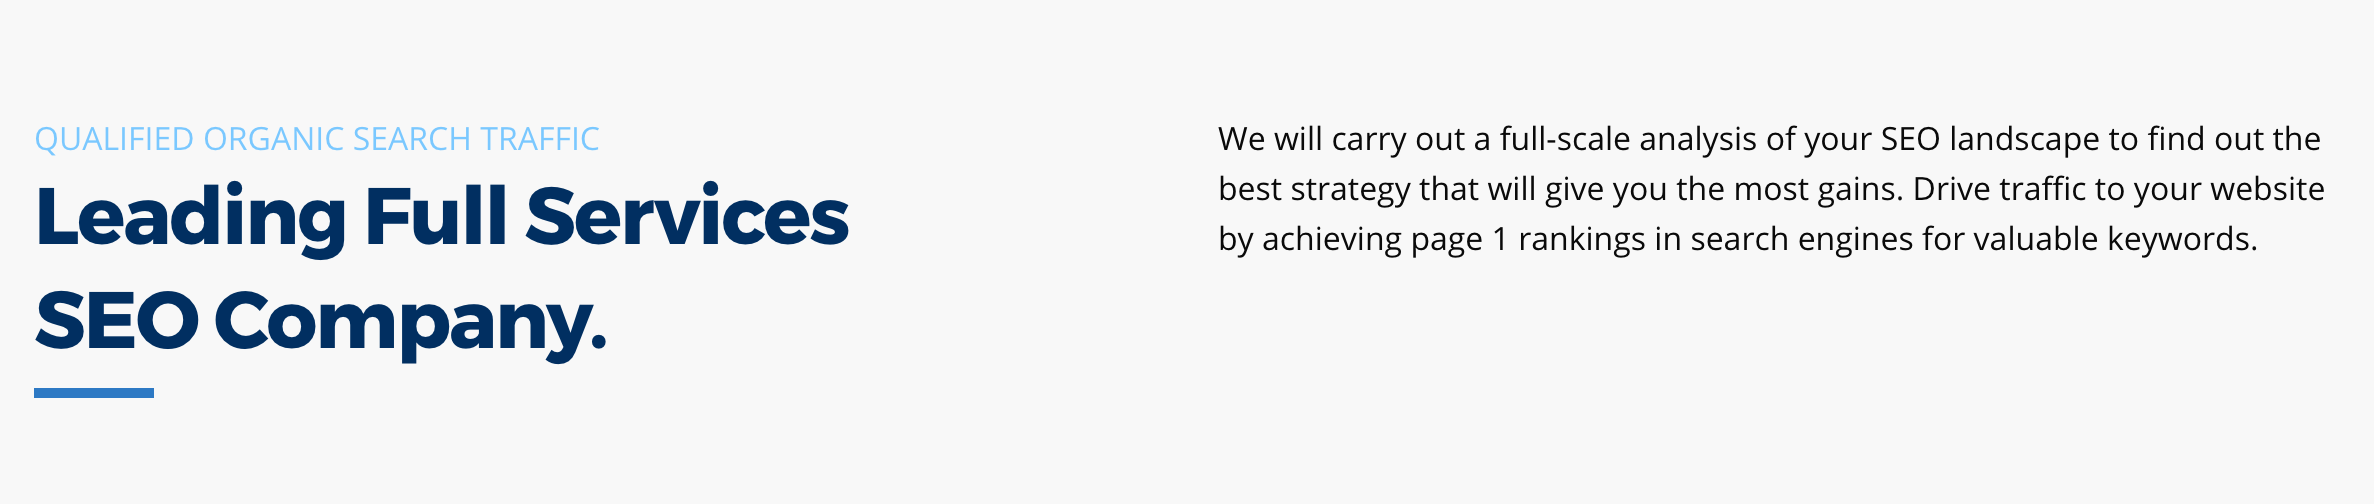 QUALIFIED ORGANIC SEARCH TRAFFIC
Leading Full Services
SEO Company.
We will carry out a full-scale analysis of your SEO landscape to find out the
best strategy that will give you the most gains. Drive traffic to your website
by achieving page 1 rankings in search engines for valuable keywords.